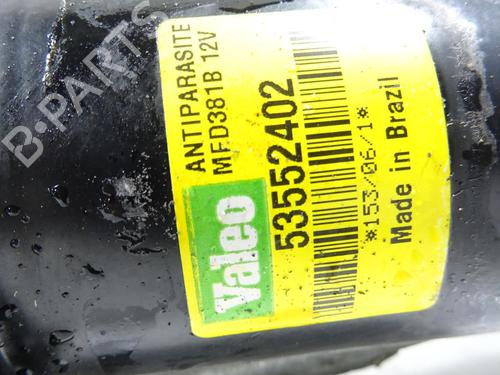 ANTIPARASITE
MFD381B 12V
Valeo
53552402
*153/06/1*
Made in Brazil
B-PARTS